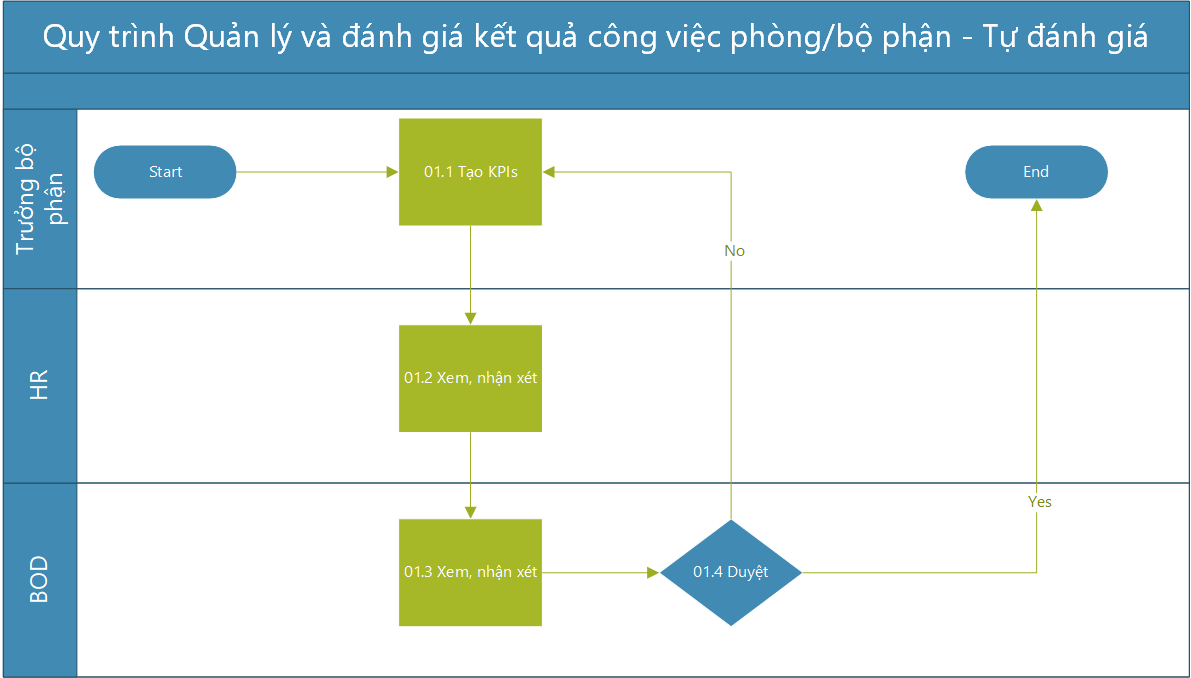 Quy trình Quản lý và đánh giá kết quả công việc phòng/bộ phận - Tự đánh giá
Trưởng bộ
phận
Start
01.1 Tạo KPIs
End
No
HR
01.2 Xem, nhận xét
Yes
BOD
01.3 Xem, nhận xét
01.4 Duyệt